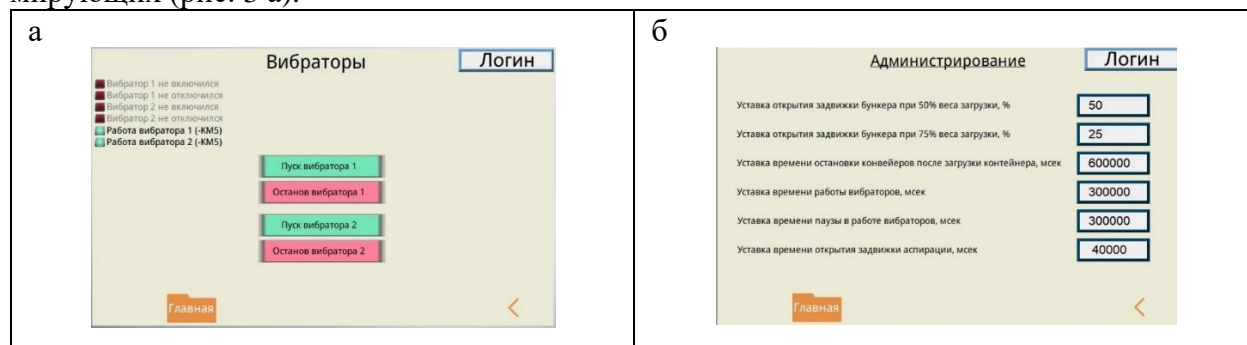 мирующих (рис. 3 а).
а
Вибраторы
Логин
Вибратор 1 не включился
Вибратор 1 не отключился
Вибратор 2 не включился
Вибратор 2 не отключился
Работа вибратора 1 (-KM5)
Работа вибратора 2 (-KM5)
Пуск вибратора 1
Останов вибратора 1
Пуск вибратора 2
Останов вибратора 2
Главная
б
Администрирование
Логин
Уставка открытия задвижки бункера при 50% веса загрузки, % 50
Уставка открытия задвижки бункера при 75% веса загрузки, % 25
Уставка времени остановки конвейеров после загрузки контейнера, мсек 600000
Уставка времени работы вибраторов, мсек 300000
Уставка времени паузы в работе вибраторов, мсек 300000
Уставка времени открытия задвижки аспирации, мсек 40000
Главная